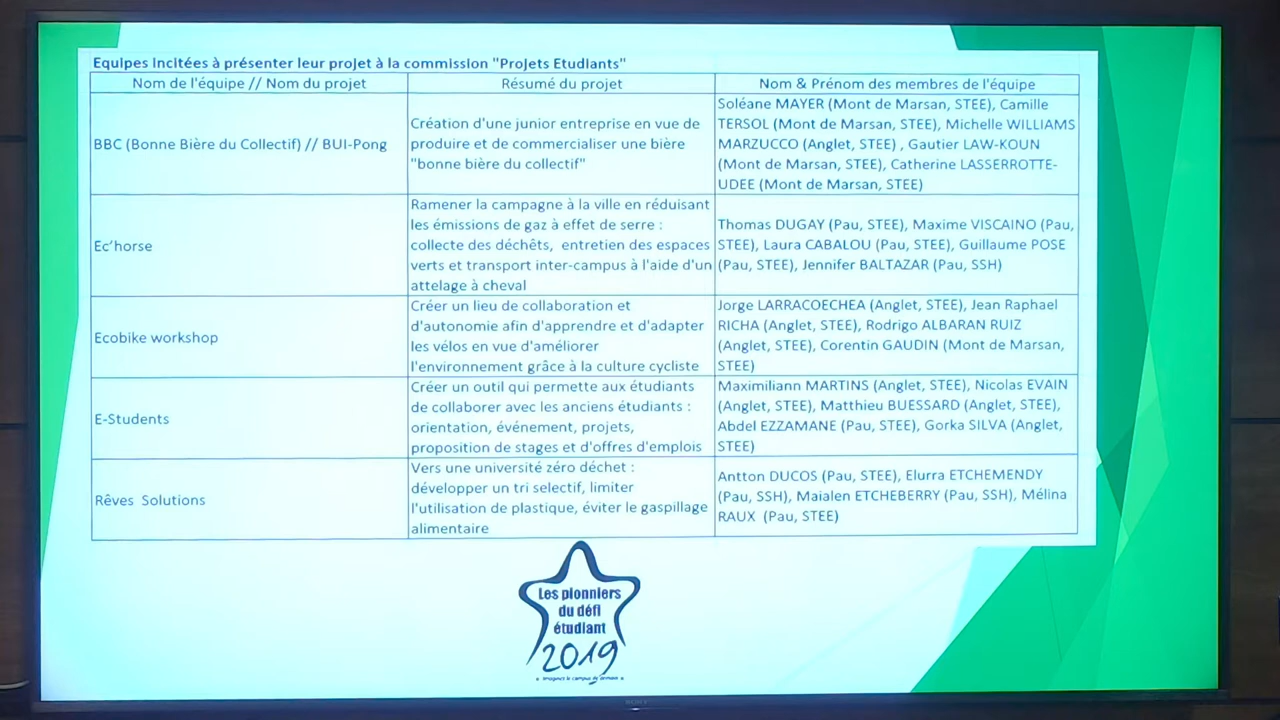 Equipes incitées à présenter leur projet à la commission "Projets Etudiants"
Nom de l'équipe // Nom du projet
Résumé du projet
Nom & Prénom des membres de l'équipe
BBC (Bonne Bière du Collectif) // BUI-Pong
Création d'une junior entreprise en vue de
produire et de commercialiser une bière
"bonne bière du collectif"
Soléane MAYER (Mont de Marsan, STEE), Camille
TERSOL (Mont de Marsan, STEE), Michelle WILLIAMS
MARZUCCO (Anglet, STEE) , Gautier LAW-KOUN
(Mont de Marsan, STEE), Catherine LASSERROTTE-
UDEE (Mont de Marsan, STEE)
Ec'horse
Ramener la campagne à la ville en réduisant
les émissions de gaz à effet de serre :
collecte des déchêts, entretien des espaces
verts et transport inter-campus à l'aide d'un
attelage à cheval
Thomas DUGAY (Pau, STEE), Maxime VISCAINO (Pau,
STEE), Laura CABALOU (Pau, STEE), Guillaume POSE
(Pau, STEE), Jennifer BALTAZAR (Pau, SSH)
Ecobike workshop
Créer un lieu de collaboration et
d'autonomie afin d'apprendre et d'adapter
les vélos en vue d'améliorer
l'environnement grâce à la culture cycliste
Jorge LARRACOECHEA (Anglet, STEE), Jean Raphael
RICHA (Anglet, STEE), Rodrigo ALBARAN RUIZ
(Anglet, STEE), Corentin GAUDIN (Mont de Marsan,
STEE)
E-Students
Créer un outil qui permette aux étudiants
de collaborer avec les anciens étudiants :
orientation, événement, projets,
proposition de stages et d'offres d'emplois
Maximiliann MARTINS (Anglet, STEE), Nicolas EVAIN
(Anglet, STEE), Matthieu BUESSARD (Anglet, STEE),
Abdel EZZAMANE (Pau, STEE), Gorka SILVA (Anglet,
STEE)
Rêves Solutions
Vers une université zéro déchet :
développer un tri selectif, limiter
l'utilisation de plastique, éviter le gaspillage
alimentaire
Antton DUCOS (Pau, STEE), Elurra ETCHEMENDY
(Pau, SSH), Maialen ETCHEBERRY (Pau, SSH), Mélina
RAUX (Pau, STEE)
Les pionniers
du défi
étudiant
2019
Imaginez le campus de demain
SONY